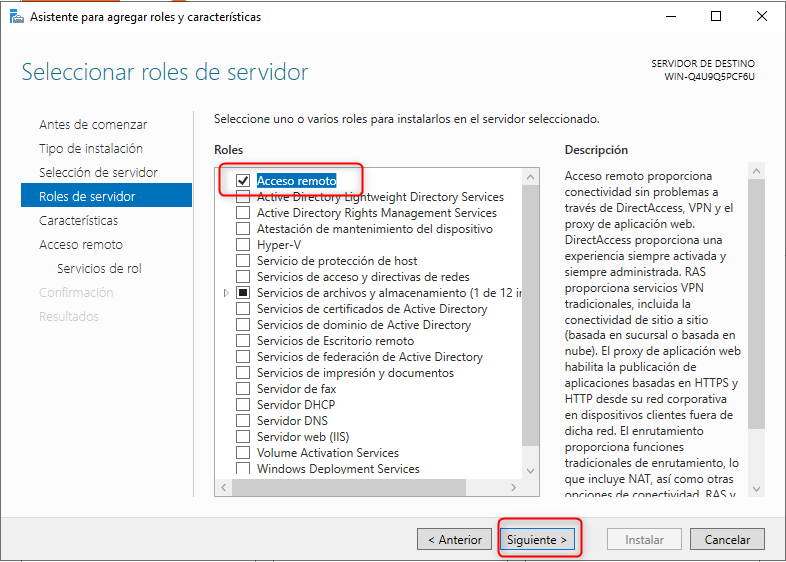 Asistente para agregar roles y características
Seleccionar roles de servidor
SERVIDOR DE DESTINO
WIN-Q4U9Q5PCF6U
Antes de comenzar
Tipo de instalación
Selección de servidor
Roles de servidor
Características
Acceso remoto
Servicios de rol
Confirmación
Resultados
Seleccione uno o varios roles para instalarlos en el servidor seleccionado.
Roles
Acceso remoto
Active Directory Lightweight Directory Services
Active Directory Rights Management Services
Atestación de mantenimiento del dispositivo
Hyper-V
Servicio de protección de host
Servicios de acceso y directivas de redes
Servicios de archivos y almacenamiento (1 de 12 in
Servicios de certificados de Active Directory
Servicios de dominio de Active Directory
Servicios de Escritorio remoto
Servicios de federación de Active Directory
Servicios de impresión y documentos
Servidor de fax
Servidor DHCP
Servidor DNS
Servidor web (IIS)
Volume Activation Services
Windows Deployment Services
Descripción
Acceso remoto proporciona
conectividad sin problemas a
través de DirectAccess, VPN y el
proxy de aplicación web.
DirectAccess proporciona una
experiencia siempre activada y
siempre administrada. RAS
proporciona servicios VPN
tradicionales, incluida la
conectividad de sitio a sitio
(basada en sucursal o basada en
nube). El proxy de aplicación web
habilita la publicación de
aplicaciones basadas en HTTPS y
HTTP desde su red corporativa
en dispositivos clientes fuera de
dicha red. El enrutamiento
proporciona funciones
tradicionales de enrutamiento, lo
que incluye NAT, así como otras
opciones de conectividad. RAS y
< Anterior
Siguiente >
Instalar
Cancelar